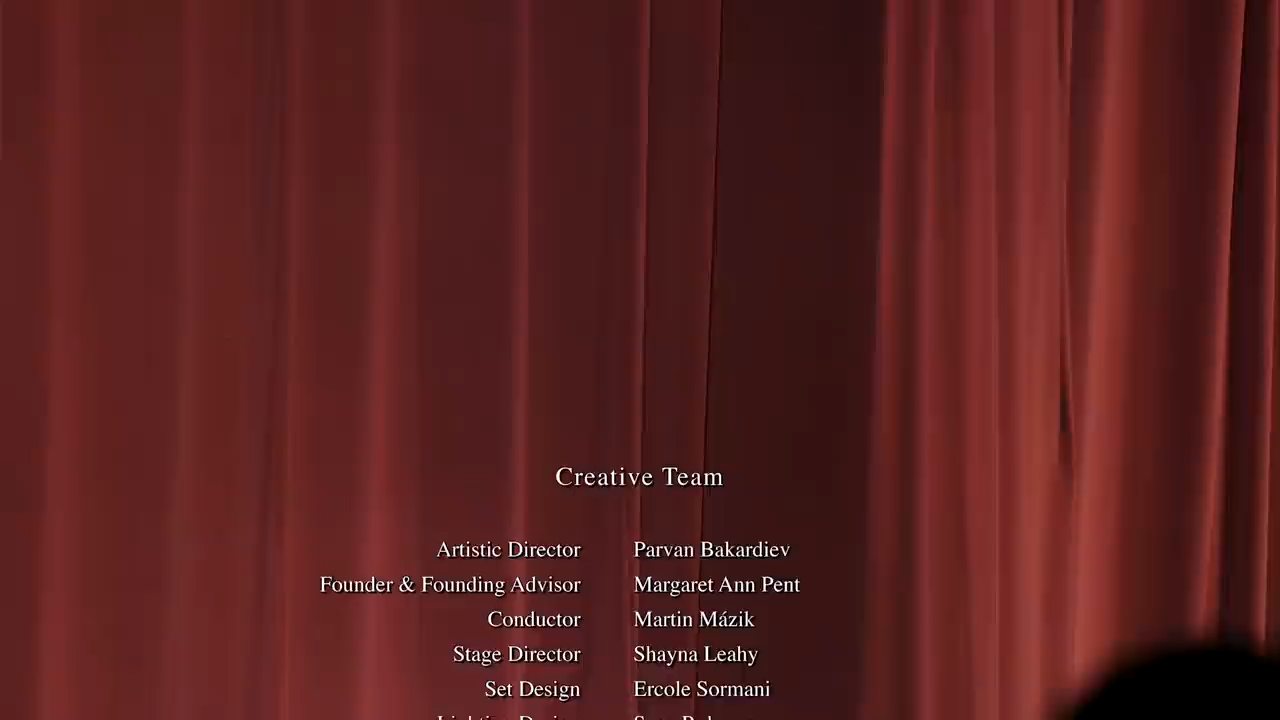 Creative Team
Artistic Director Parvan Bakardiev
Founder & Founding Advisor Margaret Ann Pent
Conductor Martin Mázik
Stage Director Shayna Leahy
Set Design Ercole Sormani